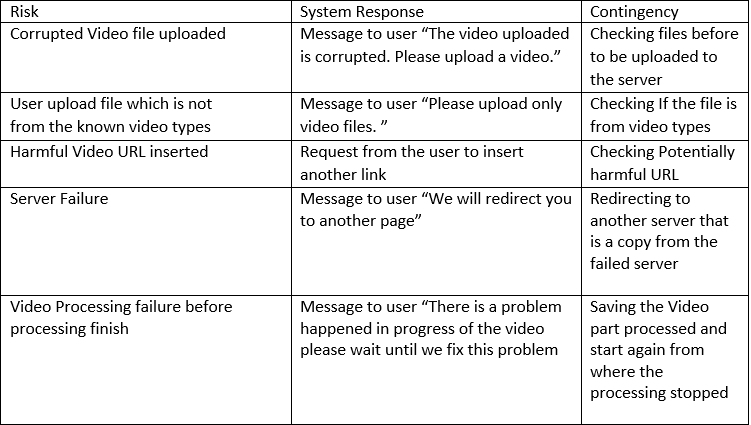 Risk
System Response
Contingency
Corrupted Video file uploaded
Message to user “The video uploaded
is corrupted. Please upload a video.”
Checking files before
to be uploaded to
the server
User upload file which is not
from the known video types
Message to user “Please upload only
video files. ”
Checking If the file is
from video types
Harmful Video URL inserted
Request from the user to insert
another link
Checking Potentially
harmful URL
Server Failure
Message to user “We will redirect you
to another page”
Redirecting to
another server that
is a copy from the
failed server
Video Processing failure before
processing finish
Message to user “There is a problem
happened in progress of the video
please wait until we fix this problem
Saving the Video
part processed and
start again from
where the
processing stopped